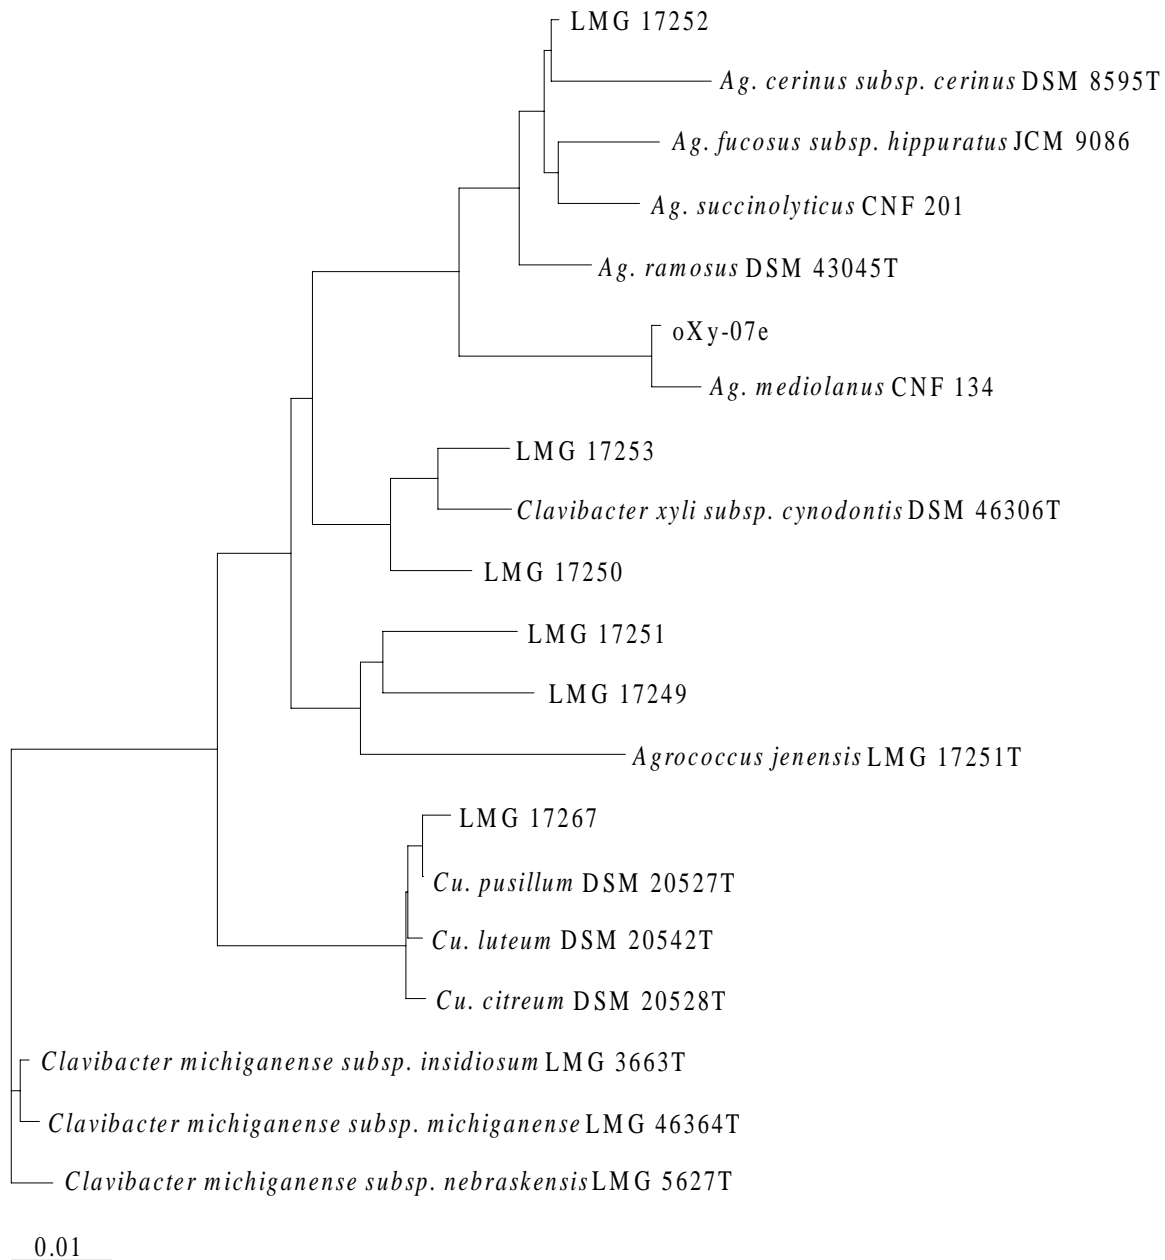 LMG 17252
Ag. cerinus subsp. cerinus DSM 8595T
Ag. fucosus subsp. hippuratus JCM 9086
Ag. succinolyticus CNF 201
Ag. ramosus DSM 43045T
oXy-07e
Ag. mediolanus CNF 134
LMG 17253
Clavibacter xyli subsp. cynodontis DSM 46306T
LMG 17250
LMG 17251
LMG 17249
Agrococcus jenensis LMG 17251T
LMG 17267
Cu. pusillum DSM 20527T
Cu. luteum DSM 20542T
Cu. citreum DSM 20528T
Clavibacter michiganense subsp. insidiosum LMG 3663T
Clavibacter michiganense subsp. michiganense LMG 46364T
Clavibacter michiganense subsp. nebraskensis LMG 5627T
0.01